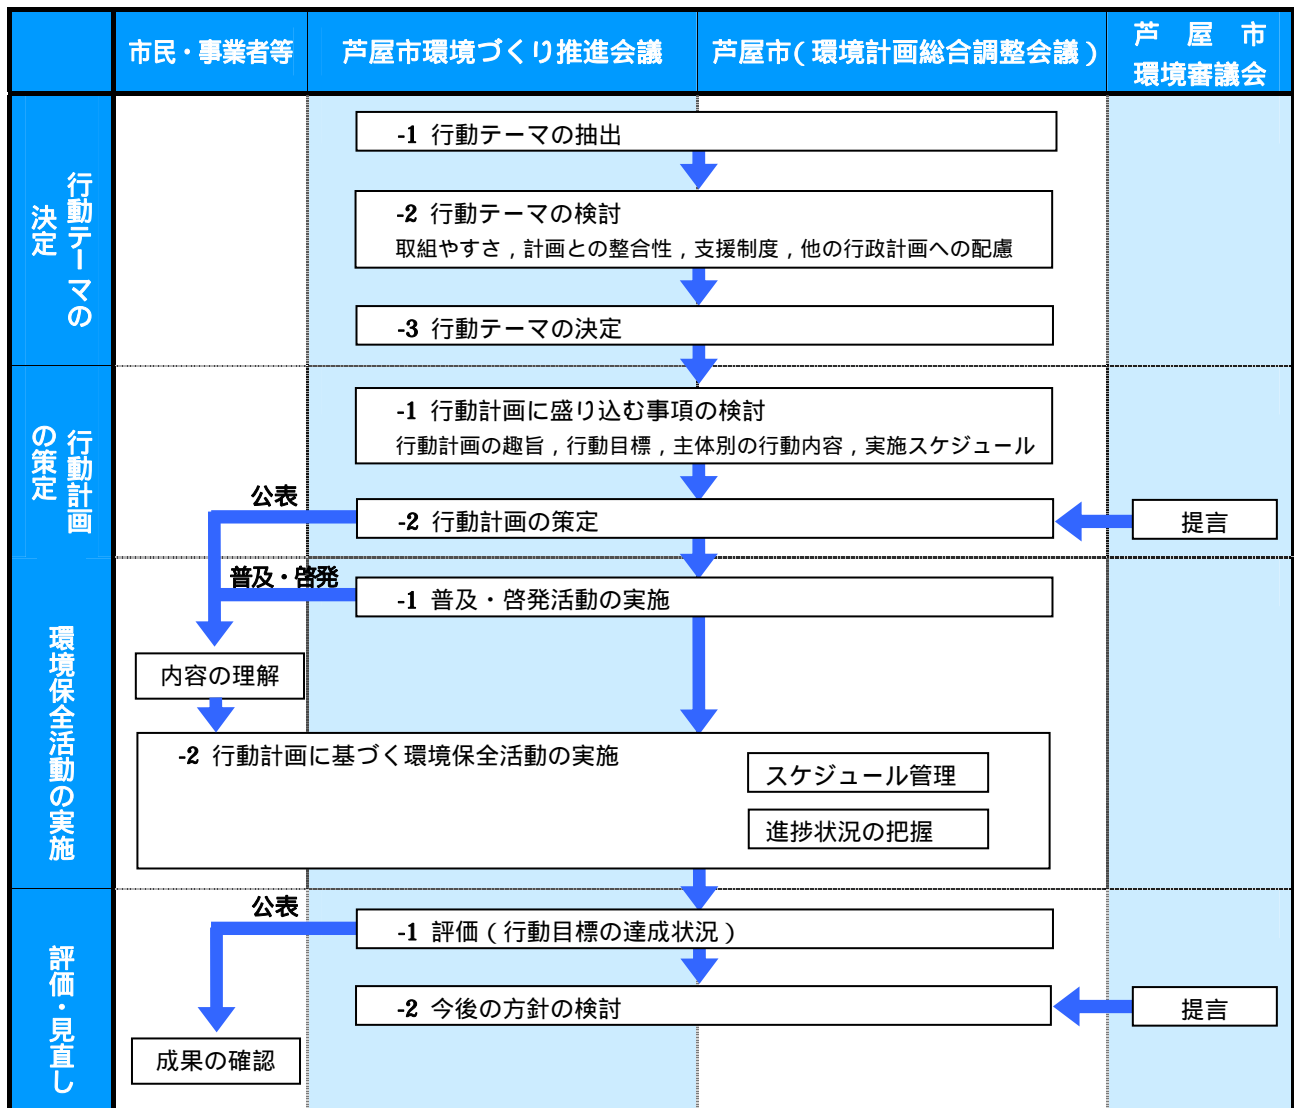 市民・事業者等
芦屋市環境づくり推進会議
芦屋市(環境計画総合調整会議)
芦屋市
環境審議会
行動テーマの
決定
-1 行動テーマの抽出
-2 行動テーマの検討
取組やすさ,計画との整合性,支援制度,他の行政計画への配慮
-3 行動テーマの決定
行動計画
の策定
-1 行動計画に盛り込む事項の検討
行動計画の趣旨,行動目標,主体別の行動内容,実施スケジュール
公表
-2 行動計画の策定
提言
環境保全活動の実施
普及・啓発
-1 普及・啓発活動の実施
内容の理解
-2 行動計画に基づく環境保全活動の実施
スケジュール管理
進捗状況の把握
評価・見直し
公表
-1 評価(行動目標の達成状況)
-2 今後の方針の検討
提言
成果の確認